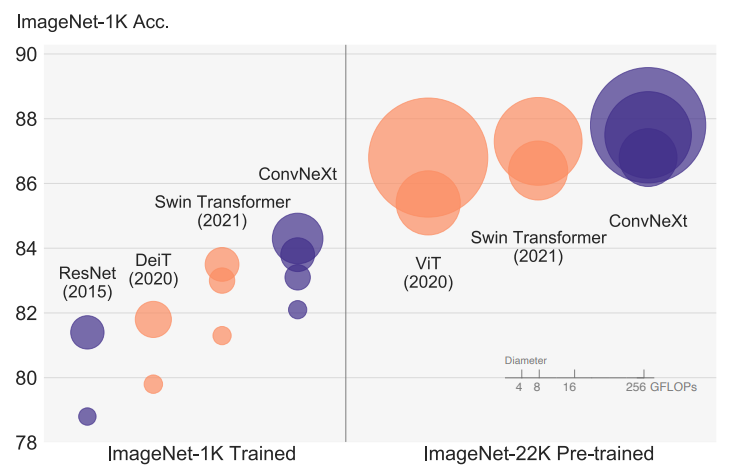 ImageNet-1K Acc.
90
88
86
84
82
80
78
ResNet
(2015)
DeiT
(2020)
Swin Transformer
(2021)
ConvNeXt
ViT
(2020)
Swin Transformer
(2021)
ConvNeXt
Diameter
4 8 16 256 GFLOPs
ImageNet-1K Trained
ImageNet-22K Pre-trained